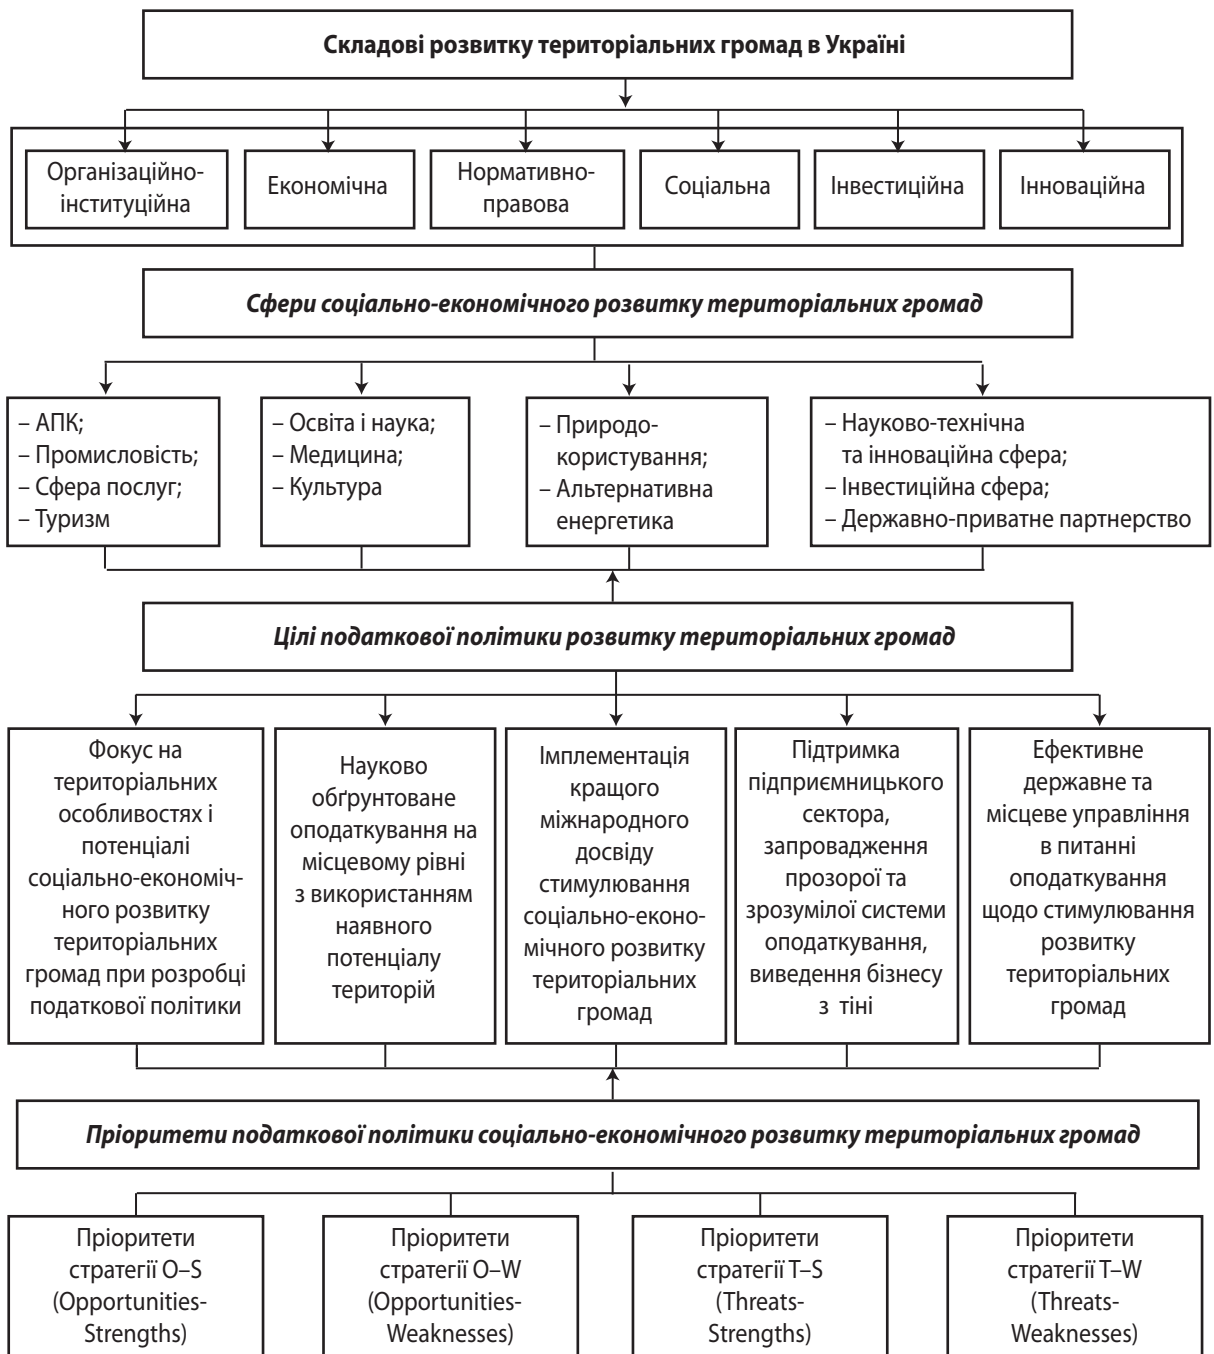 Складові розвитку територіальних громад в Україні
Організаційно-
інституційна
Економічна
Нормативно-
правова
Соціальна
Інвестиційна
Інноваційна
Сфери соціально-економічного розвитку територіальних громад
– АПК;
– Промисловість;
– Сфера послуг;
– Туризм
– Освіта і наука;
– Медицина;
– Культура
– Природо-
користування;
– Альтернативна
енергетика
– Науково-технічна
та інноваційна сфера;
– Інвестиційна сфера;
– Державно-приватне партнерство
Цілі податкової політики розвитку територіальних громад
Фокус на
територіальних
особливостях і
потенціалі
соціально-економіч-
ного розвитку
територіальних
громад при розробці
податкової політики
Науково
обґрунтоване
оподаткування на
місцевому рівні
з використанням
наявного
потенціалу
територій
Імплементація
кращого
міжнародного
досвіду
стимулювання
соціально-еконо-
мічного розвитку
територіальних
громад
Підтримка
підприємницького
сектора,
запровадження
прозорої та
зрозумілої системи
оподаткування,
виведення бізнесу
з тіні
Ефективне
державне та
місцеве управління
в питанні
оподаткування
щодо стимулювання
розвитку
територіальних
громад
Пріоритети податкової політики соціально-економічного розвитку територіальних громад
Пріоритети
стратегії O–S
(Opportunities-
Strengths)
Пріоритети
стратегії O–W
(Opportunities-
Weaknesses)
Пріоритети
стратегії T–S
(Threats-
Strengths)
Пріоритети
стратегії T–W
(Threats-
Weaknesses)